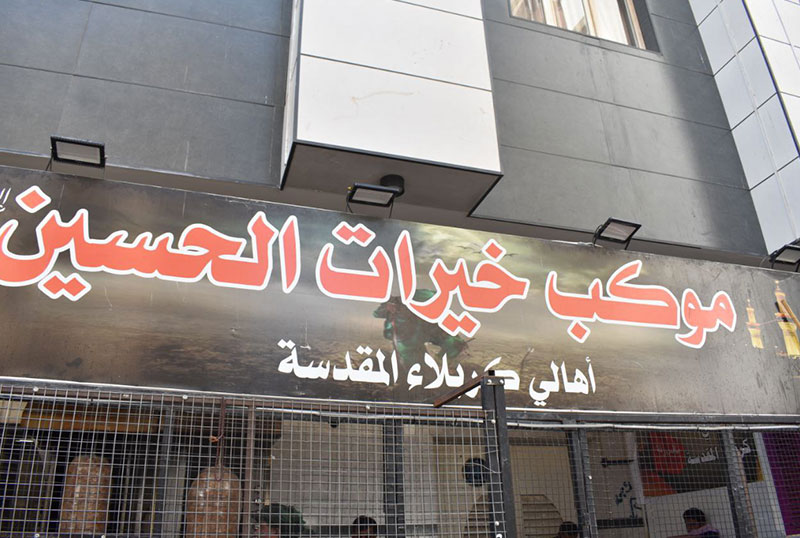 موكب خيرات الحسين
أهالي كربلاء المقدسة